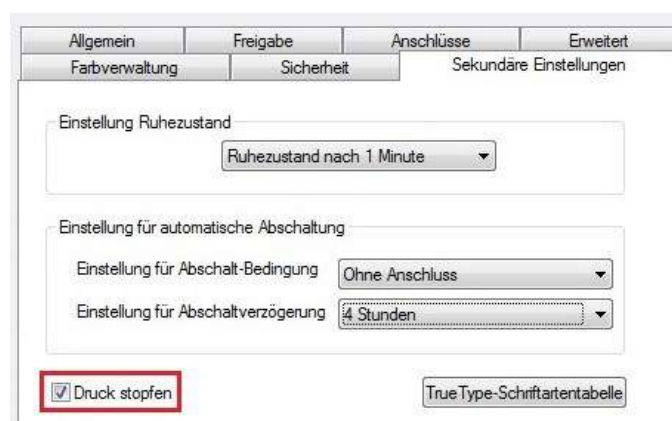 Allgemein Freigabe Anschlüsse Erweitert
Farbverwaltung Sicherheit Sekundäre Einstellungen
Einstellung Ruhezustand
Ruhezustand nach 1 Minute
Einstellung für automatische Abschaltung
Einstellung für Abschalt-Bedingung Ohne Anschluss
Einstellung für Abschaltverzögerung 4 Stunden
Druck stopfen TrueType-Schriftartentabelle